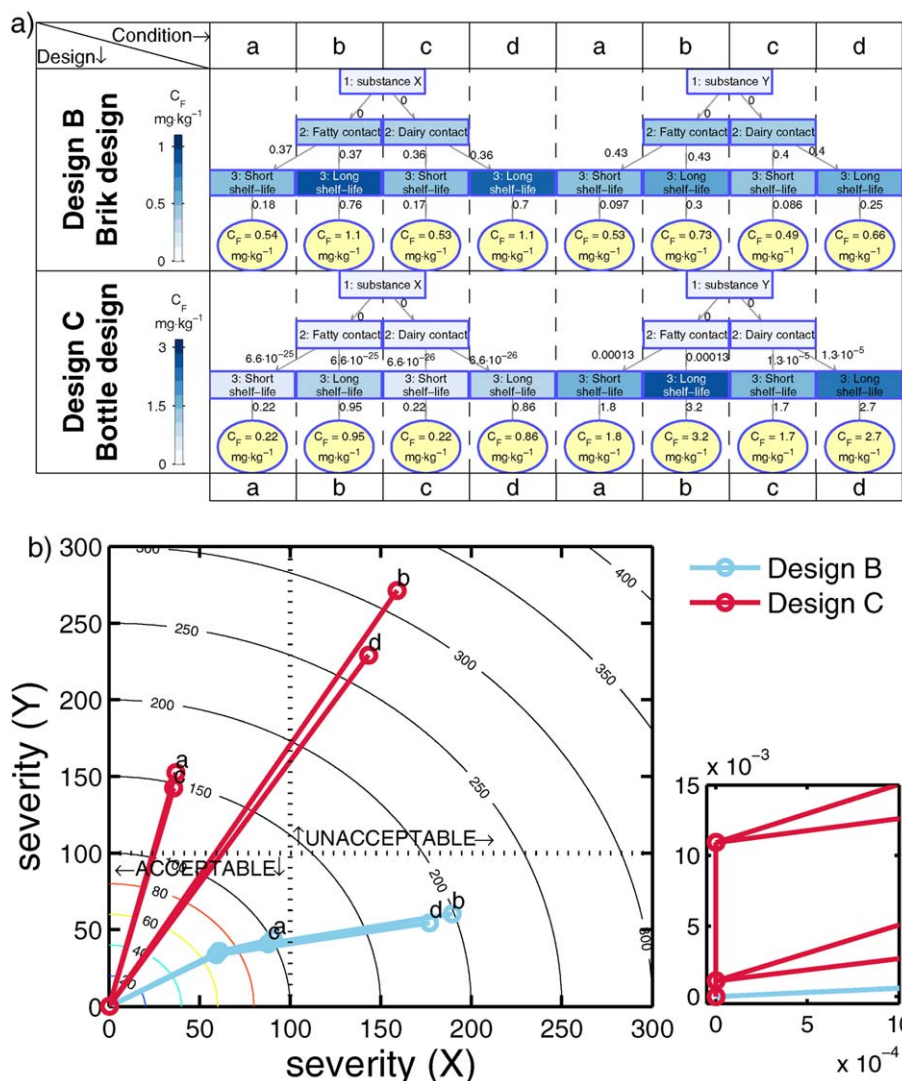 a)
Condition→
Design↓
a b c d a b c d
Design B
Brik design
C_F
mg·kg⁻¹
1
0.5
0
1: substance X
1: substance Y
0 0 0 0
2: Fatty contact 2: Dairy contact 2: Fatty contact 2: Dairy contact
0.37 0.37 0.36 0.36 0.43 0.43 0.4 0.4
3: Short shelf−life 3: Long shelf−life 3: Short shelf−life 3: Long shelf−life 3: Short shelf−life 3: Long shelf−life 3: Short shelf−life 3: Long shelf−life
0.18 0.76 0.17 0.7 0.097 0.3 0.086 0.25
C_F = 0.54 C_F = 1.1 C_F = 0.53 C_F = 1.1 C_F = 0.53 C_F = 0.73 C_F = 0.49 C_F = 0.66
mg·kg⁻¹ mg·kg⁻¹ mg·kg⁻¹ mg·kg⁻¹ mg·kg⁻¹ mg·kg⁻¹ mg·kg⁻¹ mg·kg⁻¹
Design C
Bottle design
C_F
mg·kg⁻¹
3
1.5
0
1: substance X
1: substance Y
0 0 0 0
2: Fatty contact 2: Dairy contact 2: Fatty contact 2: Dairy contact
6.6·10⁻²⁵ 6.6·10⁻²⁵ 6.6·10⁻²⁶ 6.6·10⁻²⁶ 0.00013 0.00013 1.3·10⁻⁵ 1.3·10⁻⁵
3: Short shelf−life 3: Long shelf−life 3: Short shelf−life 3: Long shelf−life 3: Short shelf−life 3: Long shelf−life 3: Short shelf−life 3: Long shelf−life
0.22 0.95 0.22 0.86 1.8 3.2 1.7 2.7
C_F = 0.22 C_F = 0.95 C_F = 0.22 C_F = 0.86 C_F = 1.8 C_F = 3.2 C_F = 1.7 C_F = 2.7
mg·kg⁻¹ mg·kg⁻¹ mg·kg⁻¹ mg·kg⁻¹ mg·kg⁻¹ mg·kg⁻¹ mg·kg⁻¹ mg·kg⁻¹
a b c d a b c d
b)
300
250
200
150
100
50
0
severity (Y)
0 50 100 150 200 250 300
severity (X)
300
400
350
250
300
200
250
150
200
100
300
80
60
40
20
b
d
a
c
a
c
d
b
↑UNACCEPTABLE→
←ACCEPTABLE↓
Design B
Design C
x 10⁻³
15
10
5
0
0 5 10
x 10⁻⁴